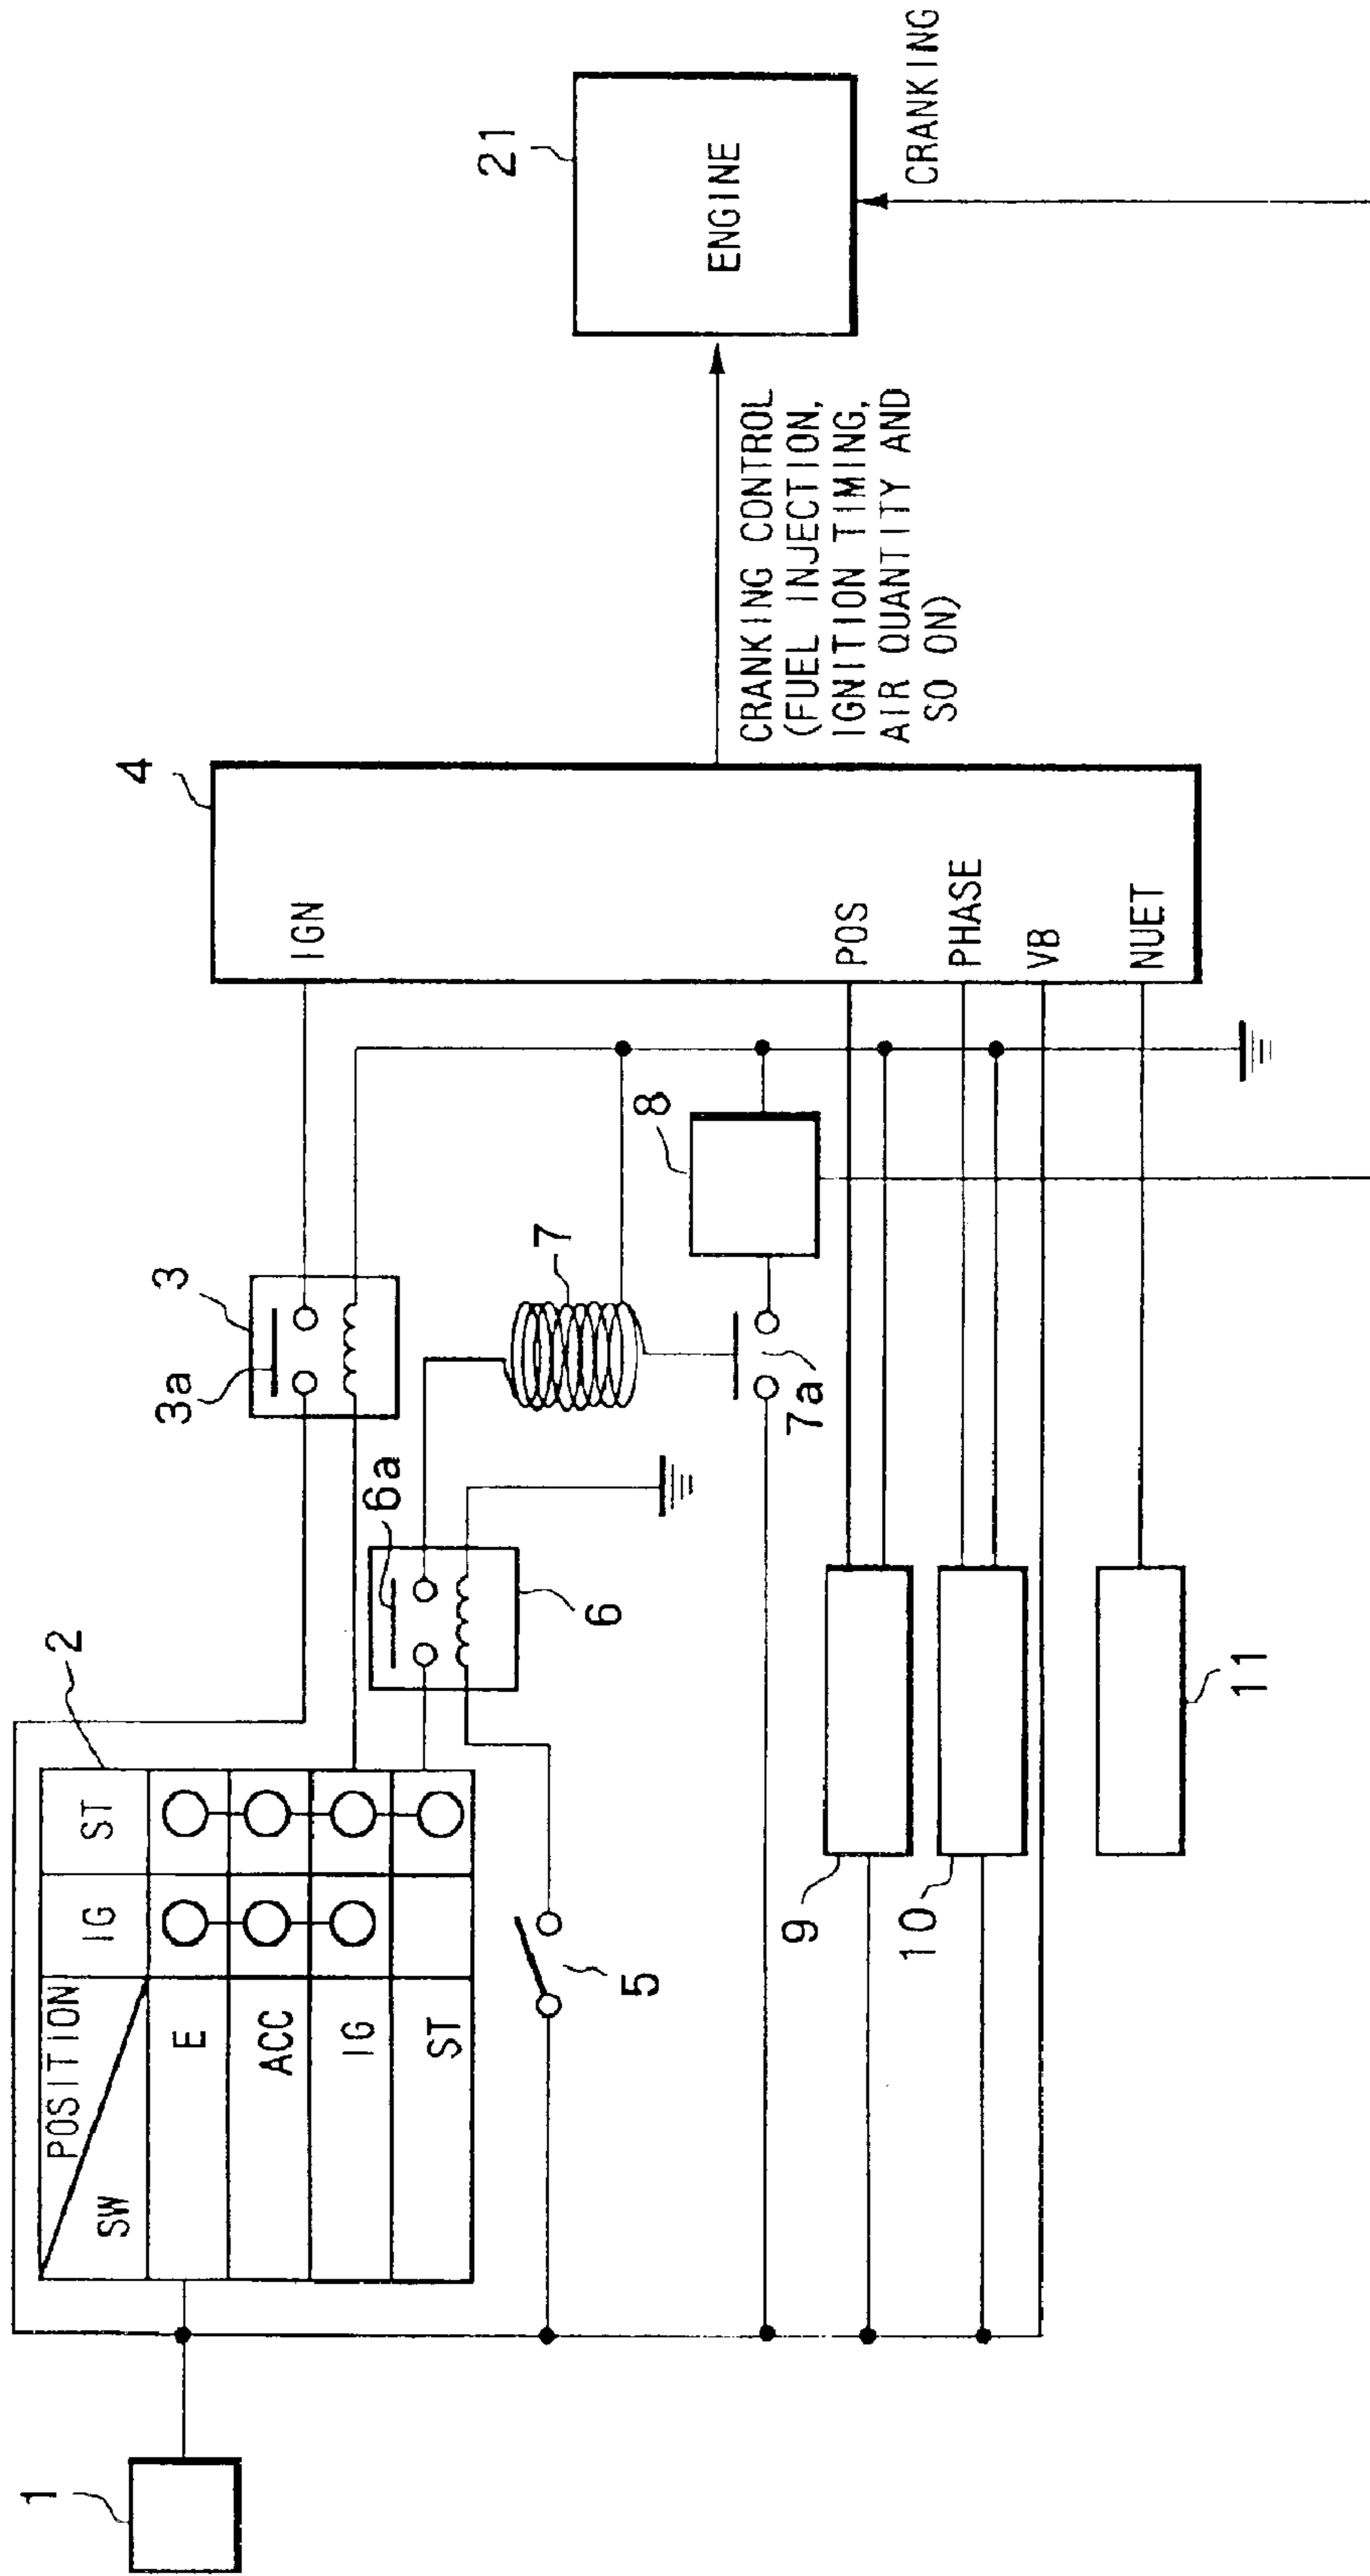 1
2
POSITION
SW
IG
ST
E
ACC
IG
ST
3
3a
6a
6
5
7
7a
8
9
10
11
4
IGN
POS
PHASE
VB
NUET
CRANKING CONTROL
(FUEL INJECTION,
IGNITION TIMING,
AIR QUANTITY AND
SO ON)
21
ENGINE
CRANKING